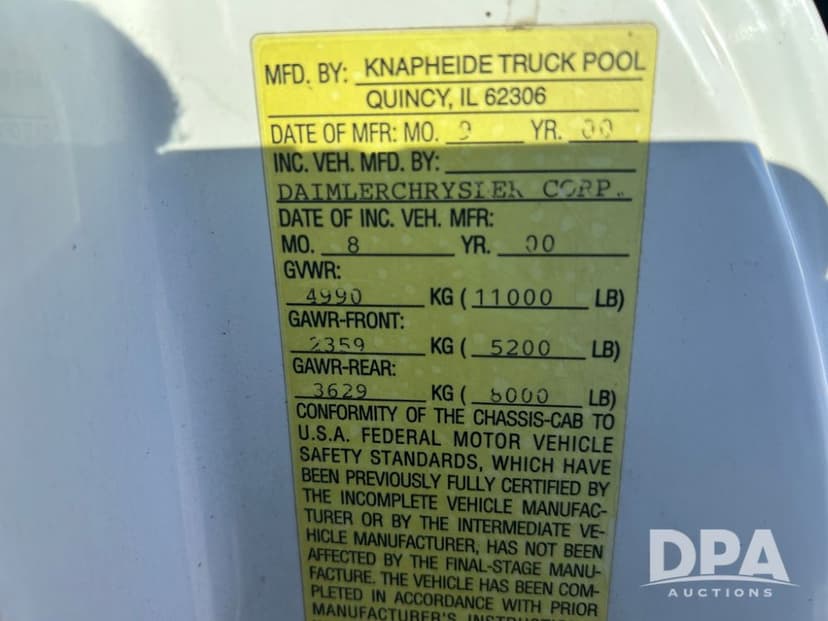 MFD. BY: KNAPHEIDE TRUCK POOL
QUINCY, IL 62306
DATE OF MFR: MO. 9 YR. 00
INC. VEH. MFD. BY:
DAIMLERCHRYSLER CORP.
DATE OF INC. VEH. MFR:
MO. 8 YR. 00
GVWR:
4990 KG ( 11000 LB)
GAWR-FRONT:
2359 KG ( 5200 LB)
GAWR-REAR:
3629 KG ( 8000 LB)
CONFORMITY OF THE CHASSIS-CAB TO
U.S.A. FEDERAL MOTOR VEHICLE
SAFETY STANDARDS, WHICH HAVE
BEEN PREVIOUSLY FULLY CERTIFIED BY
THE INCOMPLETE VEHICLE MANUFAC-
TURER OR BY THE INTERMEDIATE VE-
HICLE MANUFACTURER, HAS NOT BEEN
AFFECTED BY THE FINAL-STAGE MANU-
FACTURE. THE VEHICLE HAS BEEN COM-
PLETED IN ACCORDANCE WITH PRIOR
MANUFACTURER'S INSTRUCTIONS
DPA
AUCTIONS